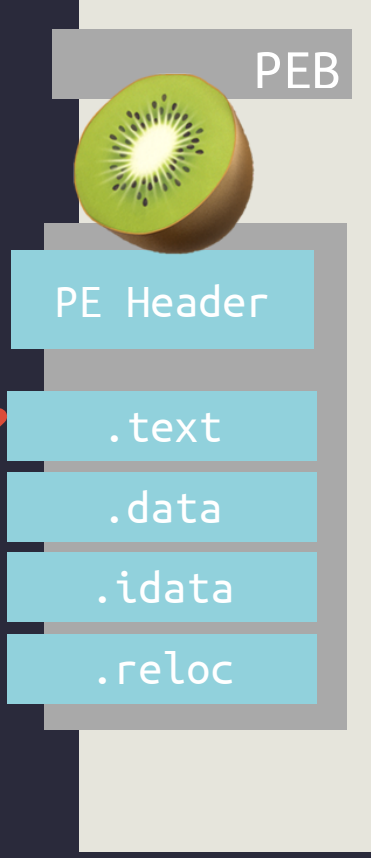 PEB
PE Header
.text
.data
.idata
.reloc